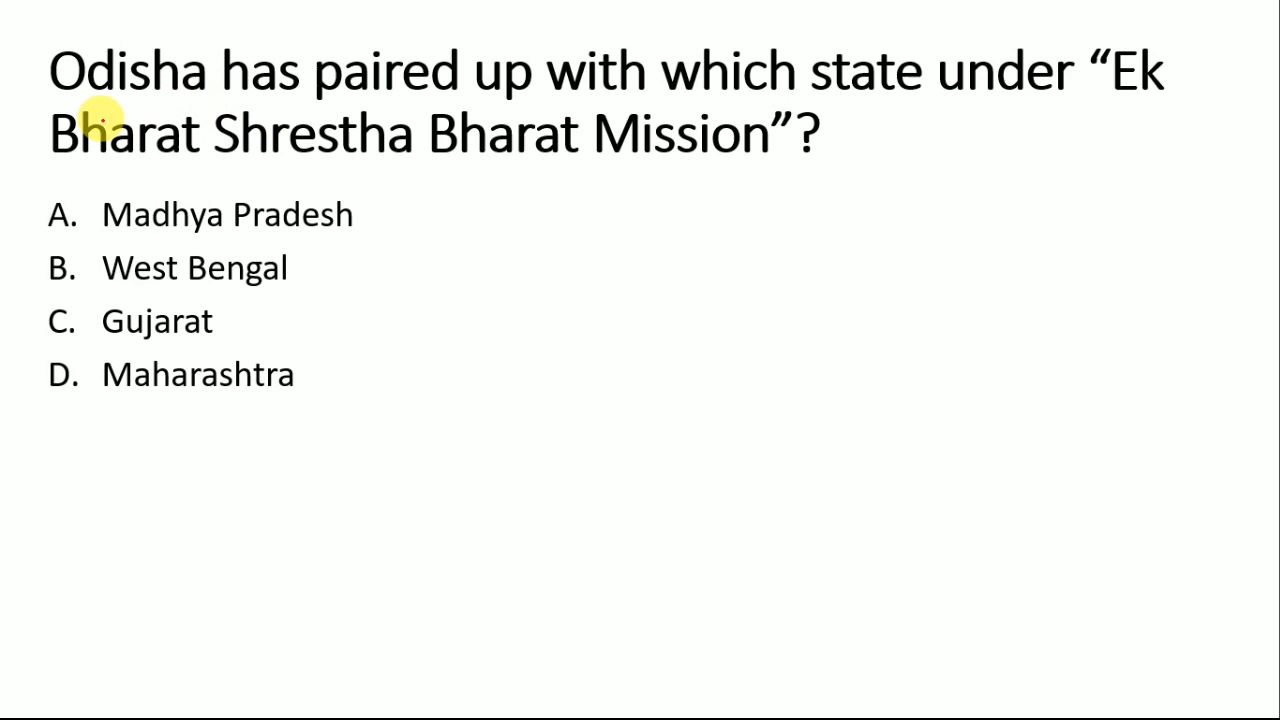 Odisha has paired up with which state under “Ek
Bharat Shrestha Bharat Mission”?
A. Madhya Pradesh
B. West Bengal
C. Gujarat
D. Maharashtra